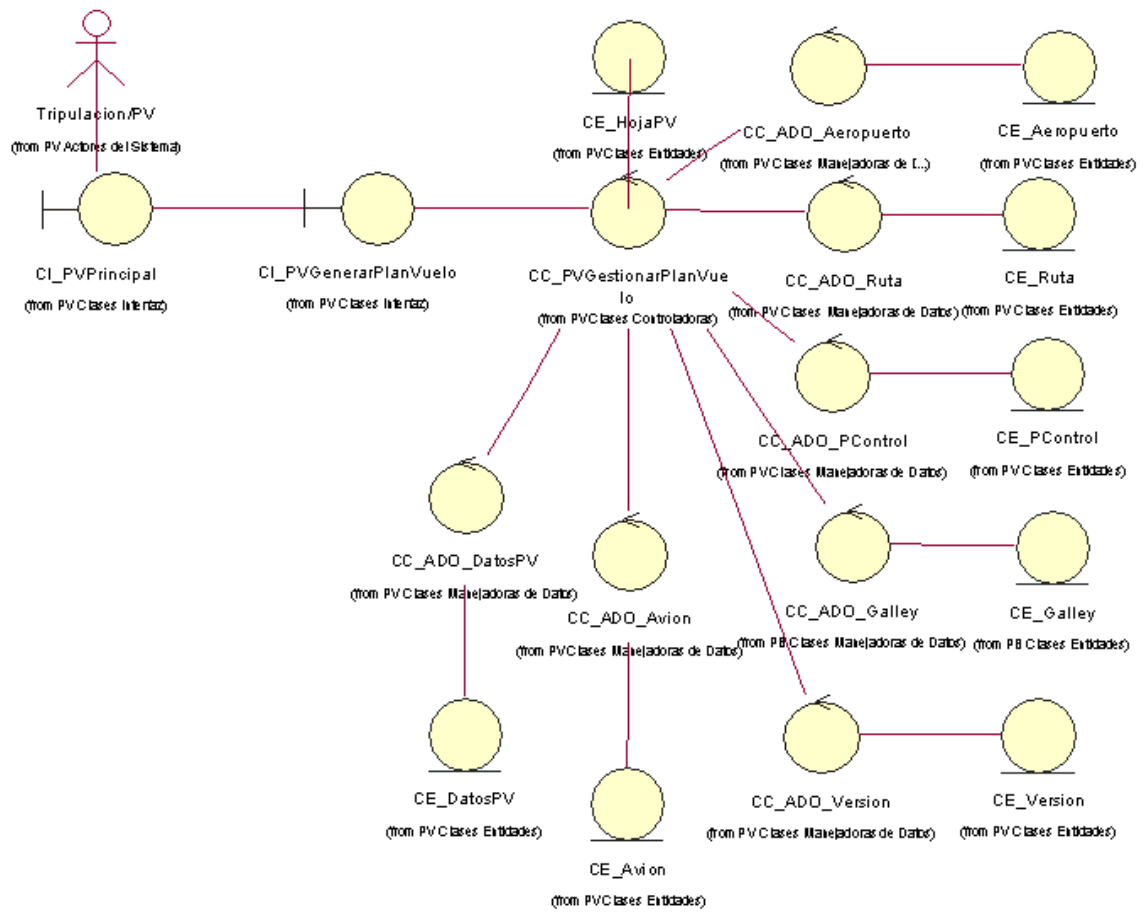 Tripulacion/PV
(from PV Actores del Sistema)
CE_HojaPV
(from PV Clases Entidades)
CC_ADO_Aeropuerto
(from PV Clases Manejadoras de [...)
CE_Aeropuerto
(from PV Clases Entidades)
CI_PVPrincipal
(from PV Clases Interfaz)
CI_PVGenerarPlanVuelo
(from PV Clases Interfaz)
CC_PVGestionarPlanVue
lo
(from PV Clases Controladoras)
CC_ADO_Ruta
(from PV Clases Manejadoras de Datos)
CE_Ruta
(from PV Clases Entidades)
CC_ADO_PControl
(from PV Clases Manejadoras de Datos)
CE_PControl
(from PV Clases Entidades)
CC_ADO_DatosPV
(from PV Clases Manejadoras de Datos)
CC_ADO_Avion
(from PV Clases Manejadoras de Datos)
CC_ADO_Galley
(from PB Clases Manejadoras de Datos)
CE_Galley
(from PB Clases Entidades)
CE_DatosPV
(from PV Clases Entidades)
CE_Avion
(from PV Clases Entidades)
CC_ADO_Version
(from PV Clases Manejadoras de Datos)
CE_Version
(from PV Clases Entidades)